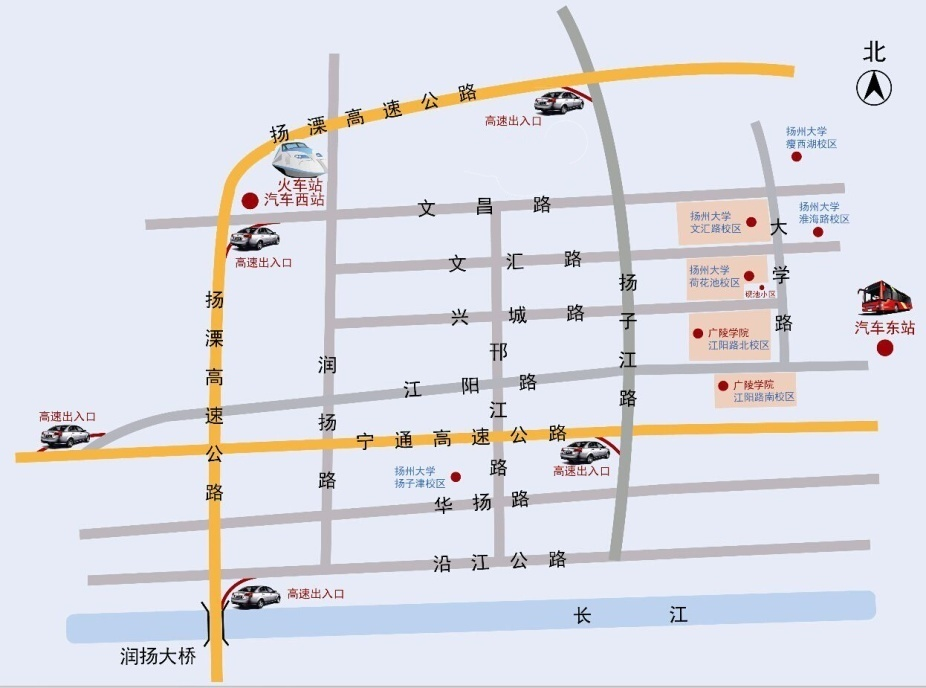 北
扬溧高速公路
高速出入口
扬州大学
瘦西湖校区
火车站
汽车西站
文昌路
扬州大学
文汇路校区
扬州大学
淮海路校区
大学路
高速出入口
文汇路
扬州大学
荷花池校区
砚池小区
扬子江路
扬溧高速公路
兴城路
汽车东站
广陵学院
江阳路北校区
润扬路
邗江路
江阳路
广陵学院
江阳路南校区
高速出入口
宁通高速公路
高速出入口
扬州大学
扬子津校区
华扬路
沿江公路
高速出入口
长江
润扬大桥